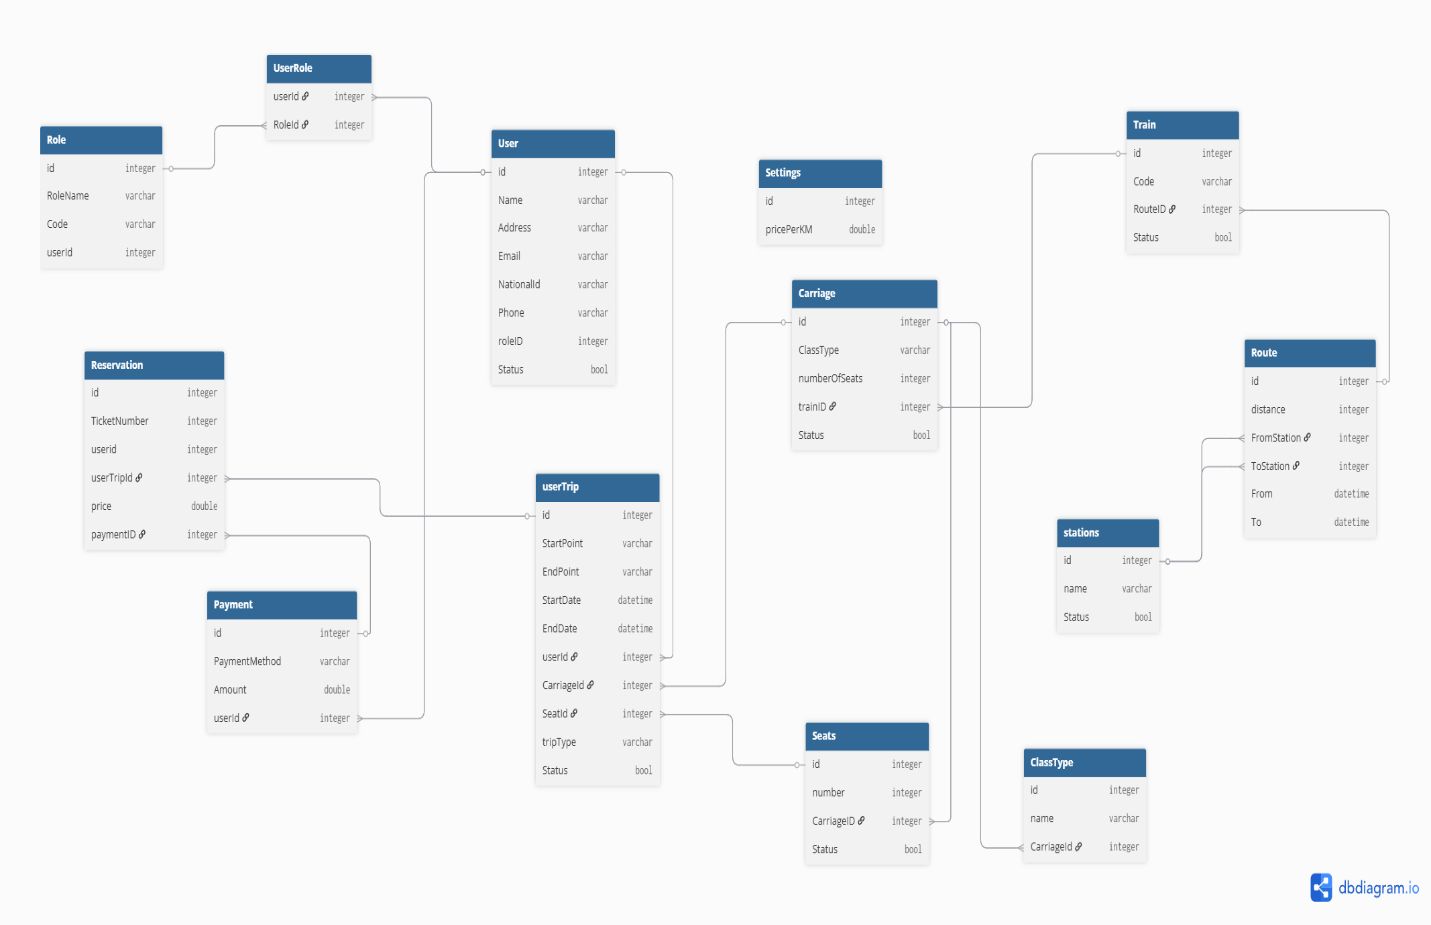 UserRole
userId integer
RoleId integer
Role
id integer
RoleName varchar
Code varchar
userid integer
User
id integer
Name varchar
Address varchar
Email varchar
NationalId varchar
Phone varchar
roleID integer
Status bool
Settings
id integer
pricePerKM double
Train
id integer
Code varchar
RouteID integer
Status bool
Carriage
id integer
ClassType varchar
numberOfSeats integer
trainID integer
Status bool
Route
id integer
distance integer
FromStation integer
ToStation integer
From datetime
To datetime
Reservation
id integer
TicketNumber integer
userid integer
userTripId integer
price double
paymentID integer
userTrip
id integer
StartPoint varchar
EndPoint varchar
StartDate datetime
EndDate datetime
userId integer
CarriageId integer
SeatId integer
tripType varchar
Status bool
stations
id integer
name varchar
Status bool
Payment
id integer
PaymentMethod varchar
Amount double
userId integer
Seats
id integer
number integer
CarriageID integer
Status bool
ClassType
id integer
name varchar
CarriageId integer
dbdiagram.io